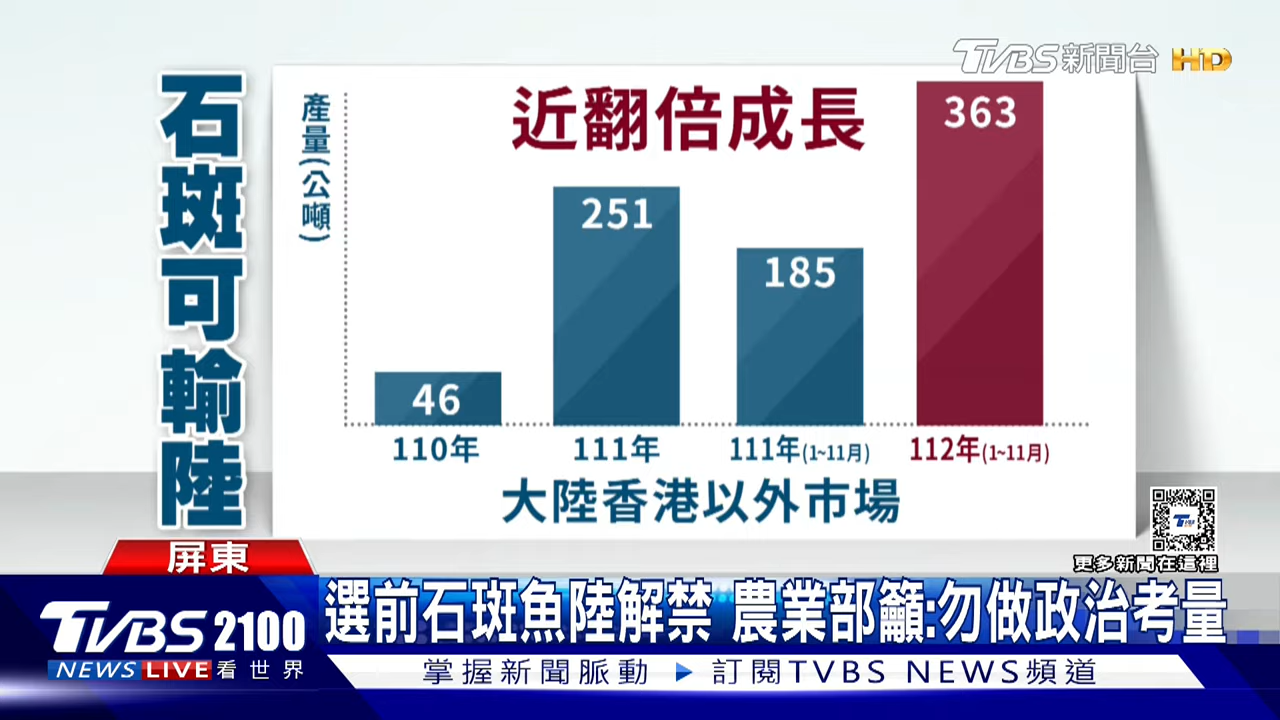 TVBS新聞台 HD
石斑可輸陸
產量(公噸)
近翻倍成長
46
251
185
363
110年
111年
111年(1~11月)
112年(1~11月)
大陸香港以外市場
TVBS
更多新聞在這裡
屏東
選前石斑魚陸解禁 農業部籲:勿做政治考量
TVBS 2100
NEWS LIVE 看世界
掌握新聞脈動 訂閱TVBS NEWS頻道